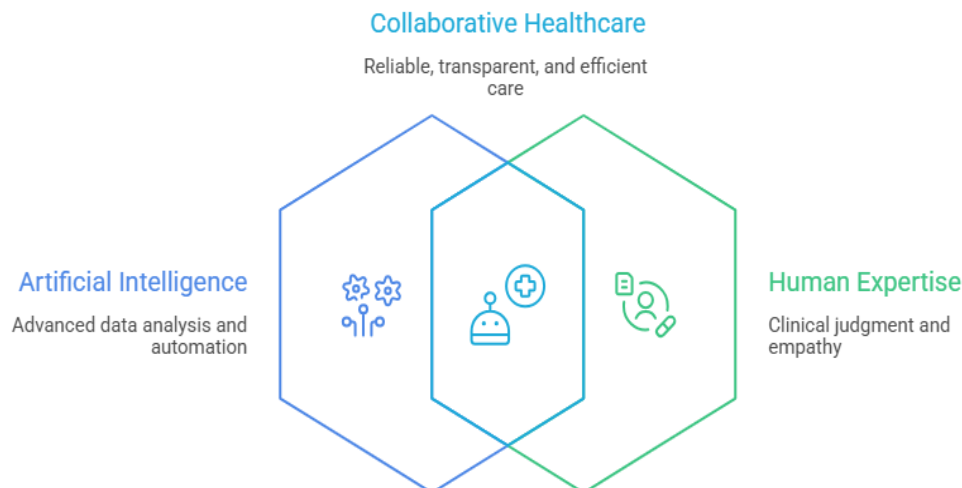 Collaborative Healthcare
Reliable, transparent, and efficient
care
Artificial Intelligence
Advanced data analysis and
automation
Human Expertise
Clinical judgment and
empathy